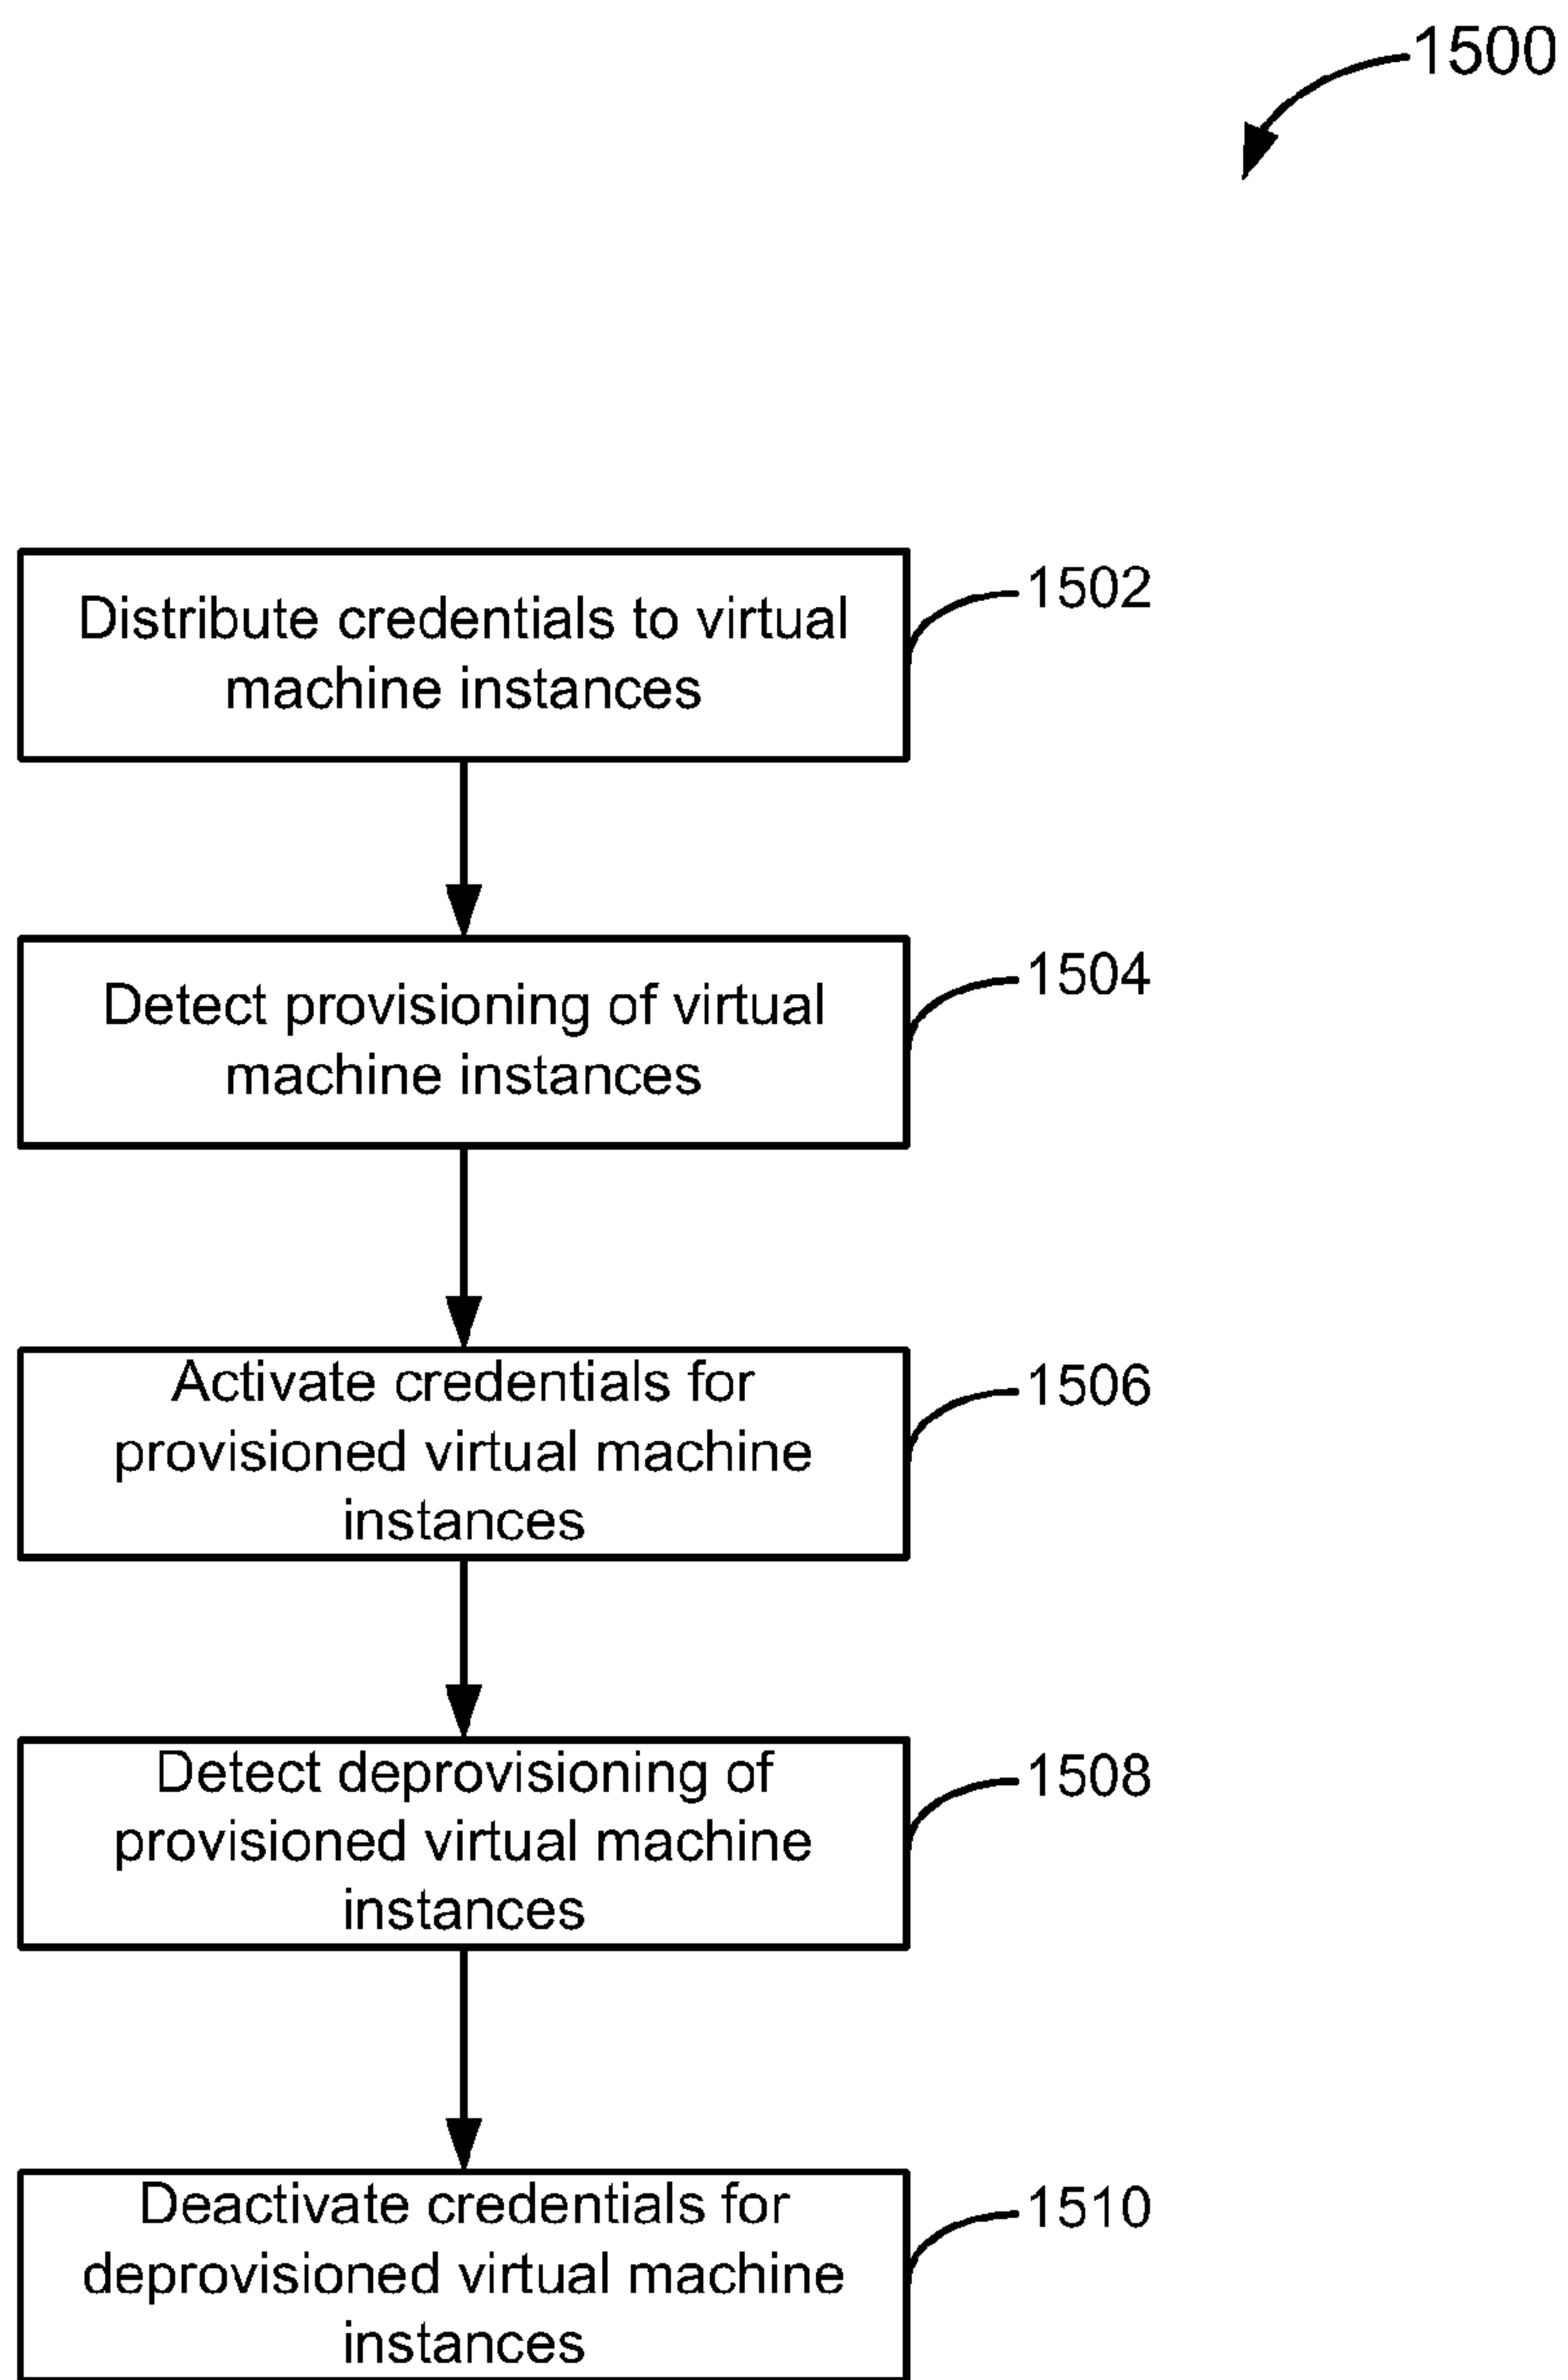 1500
Distribute credentials to virtual
machine instances
1502
Detect provisioning of virtual
machine instances
1504
Activate credentials for
provisioned virtual machine
instances
1506
Detect deprovisioning of
provisioned virtual machine
instances
1508
Deactivate credentials for
deprovisioned virtual machine
instances
1510